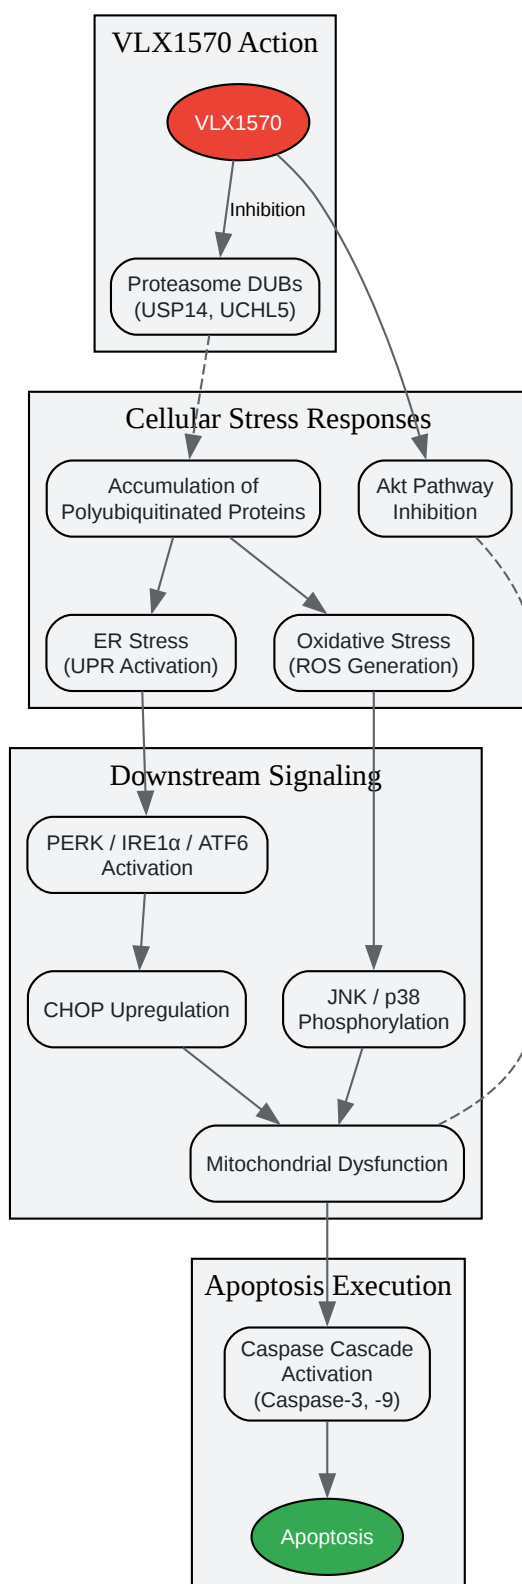 VLX1570 Action
VLX1570
Inhibition
Proteasome DUBs
(USP14, UCHL5)
Cellular Stress Responses
Accumulation of
Polyubiquitinated Proteins
Akt Pathway
Inhibition
ER Stress
(UPR Activation)
Oxidative Stress
(ROS Generation)
Downstream Signaling
PERK / IRE1α / ATF6
Activation
CHOP Upregulation
JNK / p38
Phosphorylation
Mitochondrial Dysfunction
Apoptosis Execution
Caspase Cascade
Activation
(Caspase-3, -9)
Apoptosis